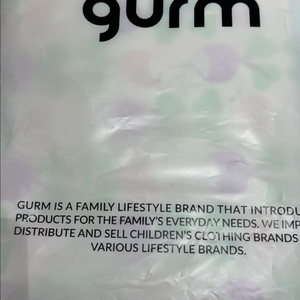 gurm
GURM IS A FAMILY LIFESTYLE BRAND THAT INTRODU
PRODUCTS FOR THE FAMILY'S EVERYDAY NEEDS. WE IMP
DISTRIBUTE AND SELL CHILDREN'S CLOTHING BRANDS
VARIOUS LIFESTYLE BRANDS.